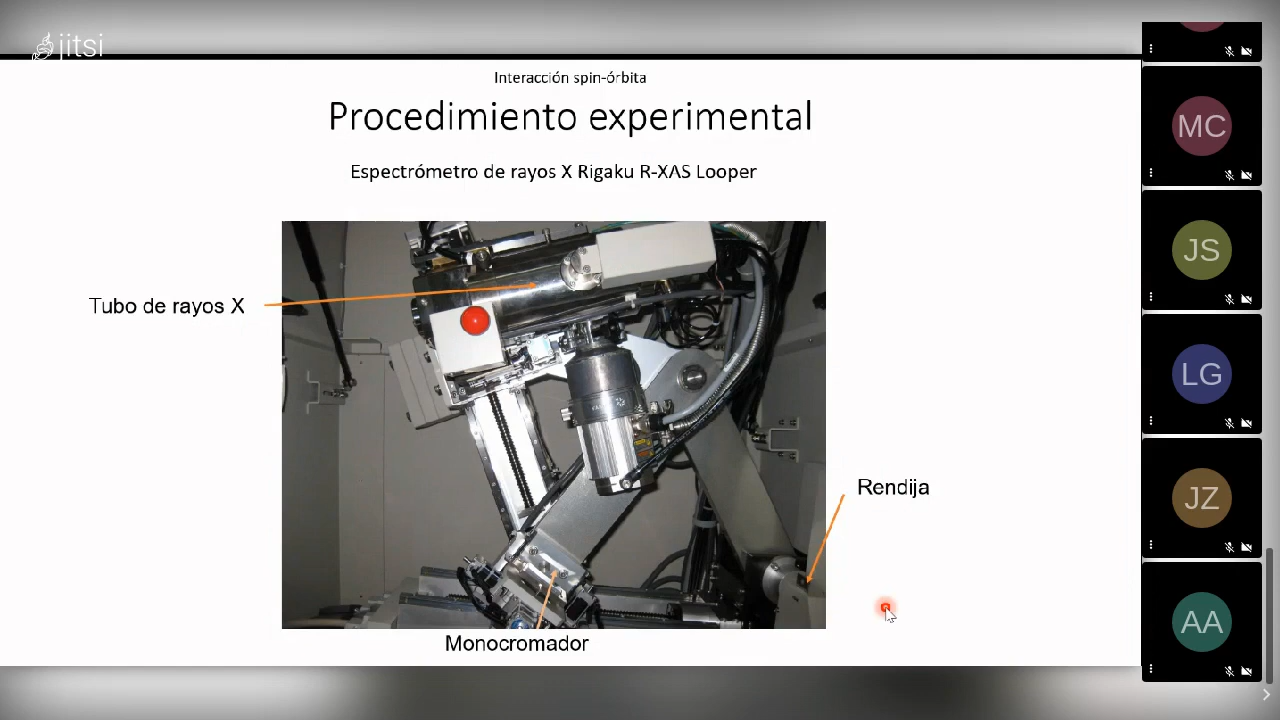 jitsi
Interacción spin-órbita
Procedimiento experimental
Espectrómetro de rayos X Rigaku R-XAS Looper
Tubo de rayos X
Rendija
Monocromador
MC
JS
LG
JZ
AA